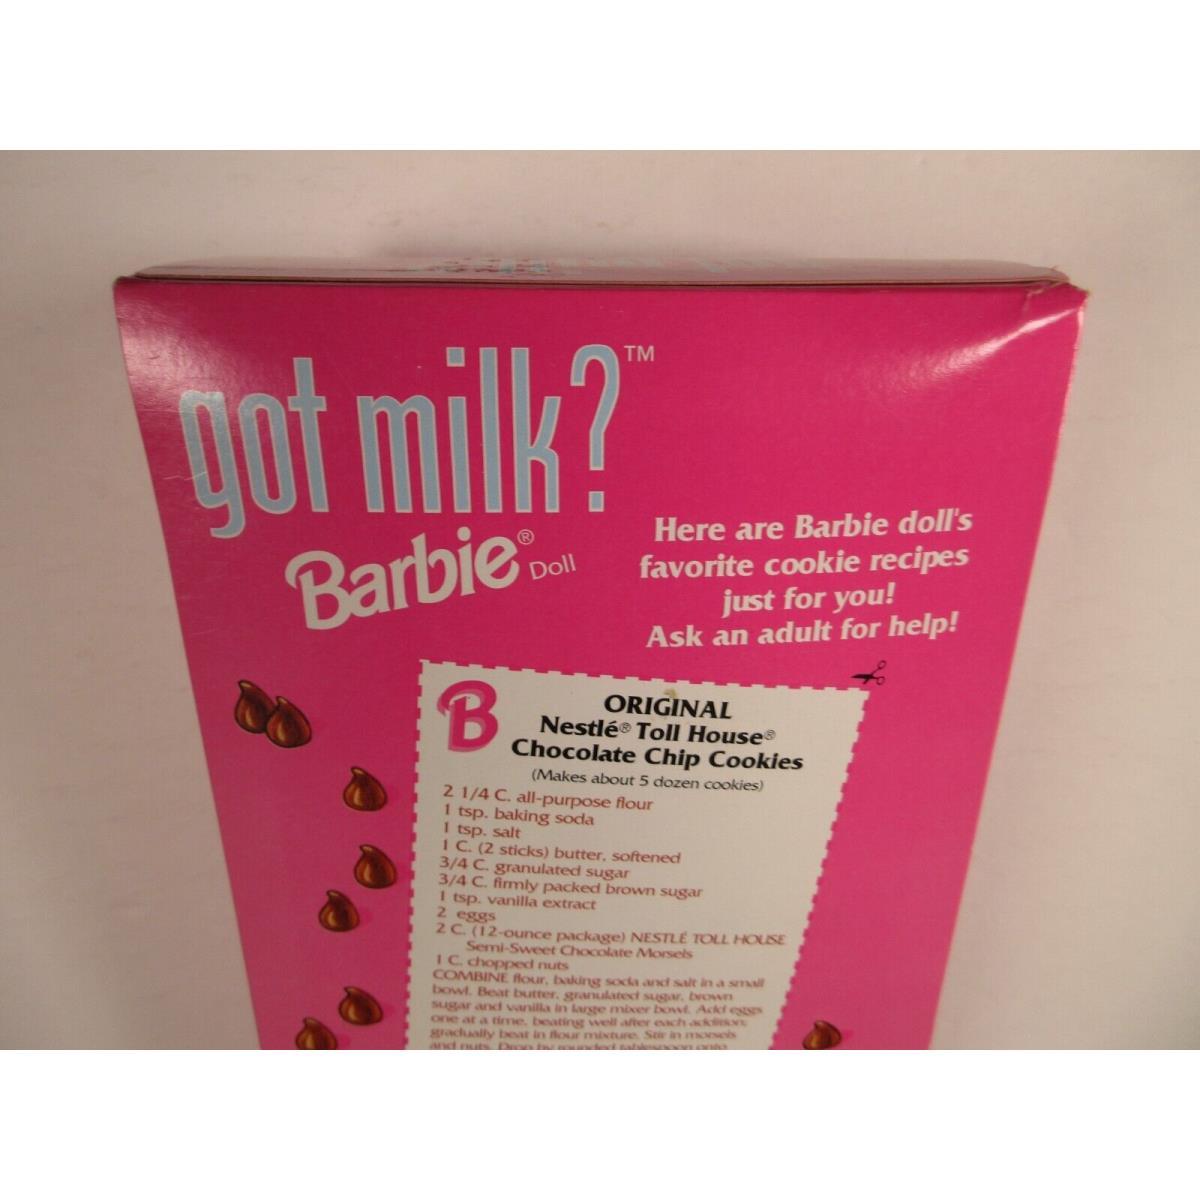 got milk?™
Barbie® Doll
Here are Barbie doll's
favorite cookie recipes
just for you!
Ask an adult for help!
B
ORIGINAL
Nestlé® Toll House®
Chocolate Chip Cookies
(Makes about 5 dozen cookies)
2 1/4 C. all-purpose flour
1 tsp. baking soda
1 tsp. salt
1 C. (2 sticks) butter, softened
3/4 C. granulated sugar
3/4 C. firmly packed brown sugar
1 tsp. vanilla extract
2 eggs
2 C. (12-ounce package) NESTLÉ TOLL HOUSE
Semi-Sweet Chocolate Morsels
1 C. chopped nuts
COMBINE flour, baking soda and salt in a small
bowl. Beat butter, granulated sugar, brown
sugar and vanilla in large mixer bowl. Add eggs
one at a time, beating well after each addition;
gradually beat in flour mixture. Stir in morsels
and nuts. Drop by rounded tablespoon onto